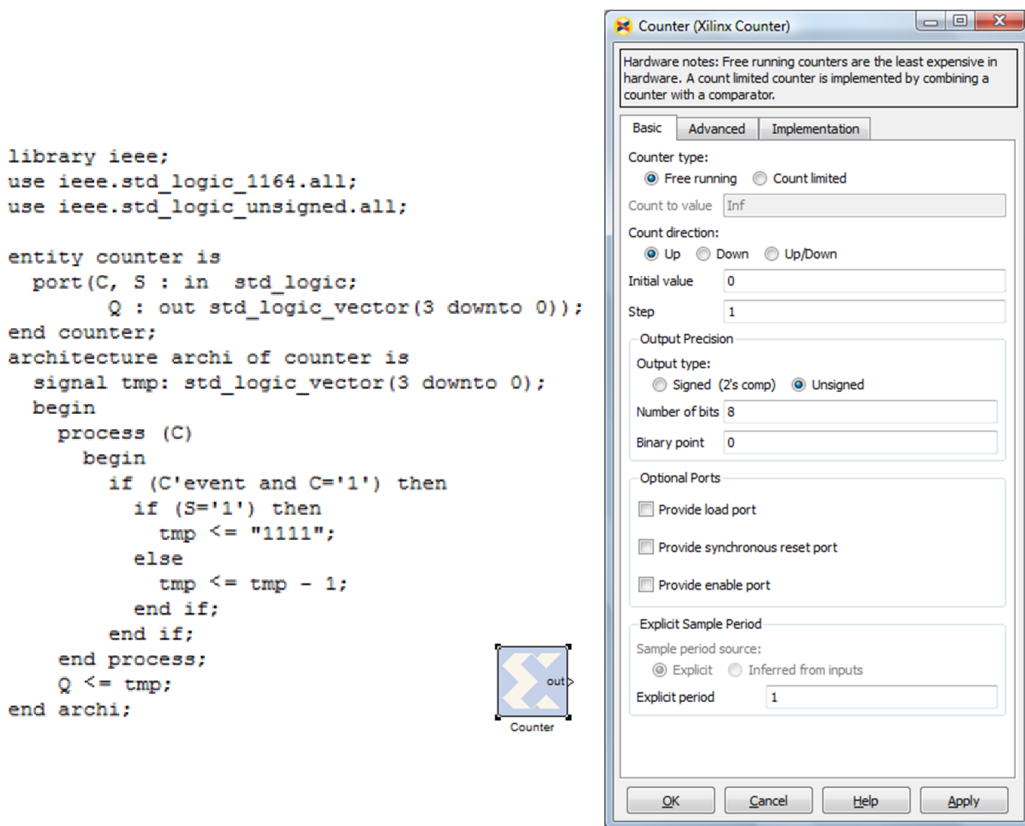 library ieee;
use ieee.std_logic_1164.all;
use ieee.std_logic_unsigned.all;
entity counter is
port(C, S : in  std_logic;
Q : out std_logic_vector(3 downto 0));
end counter;
architecture archi of counter is
signal tmp: std_logic_vector(3 downto 0);
begin
process (C)
begin
if (C'event and C='1') then
if (S='1') then
tmp <= "1111";
else
tmp <= tmp - 1;
end if;
end if;
end process;
Q <= tmp;
end archi;
out
Counter
Counter (Xilinx Counter)
Hardware notes: Free running counters are the least expensive in
hardware. A count limited counter is implemented by combining a
counter with a comparator.
Basic Advanced Implementation
Counter type:
Free running Count limited
Count to value Inf
Count direction:
Up Down Up/Down
Initial value 0
Step 1
Output Precision
Output type:
Signed (2's comp) Unsigned
Number of bits 8
Binary point 0
Optional Ports
Provide load port
Provide synchronous reset port
Provide enable port
Explicit Sample Period
Sample period source:
Explicit Inferred from inputs
Explicit period 1
OK Cancel Help Apply